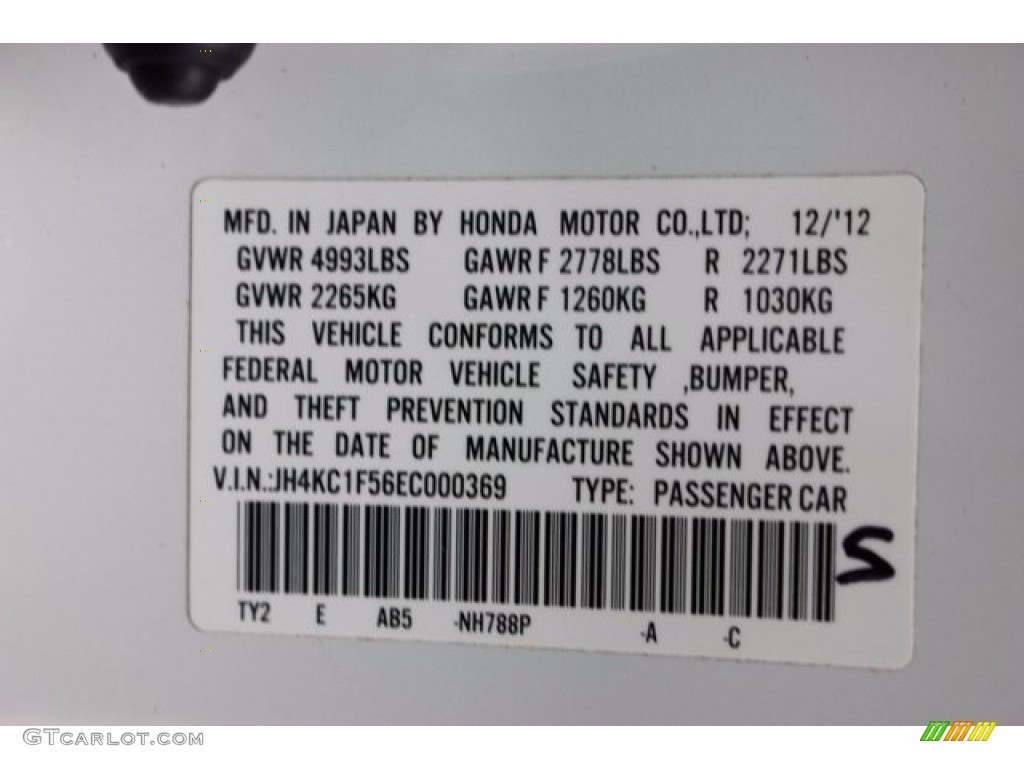 MFD. IN JAPAN BY HONDA MOTOR CO.,LTD; 12/'12
GVWR 4993LBS GAWR F 2778LBS R 2271LBS
GVWR 2265KG GAWR F 1260KG R 1030KG
THIS VEHICLE CONFORMS TO ALL APPLICABLE
FEDERAL MOTOR VEHICLE SAFETY ,BUMPER,
AND THEFT PREVENTION STANDARDS IN EFFECT
ON THE DATE OF MANUFACTURE SHOWN ABOVE.
V.I.N.:JH4KC1F56EC000369 TYPE: PASSENGER CAR
S
TY2 E AB5 -NH788P -A -C
GTCARLOT.COM